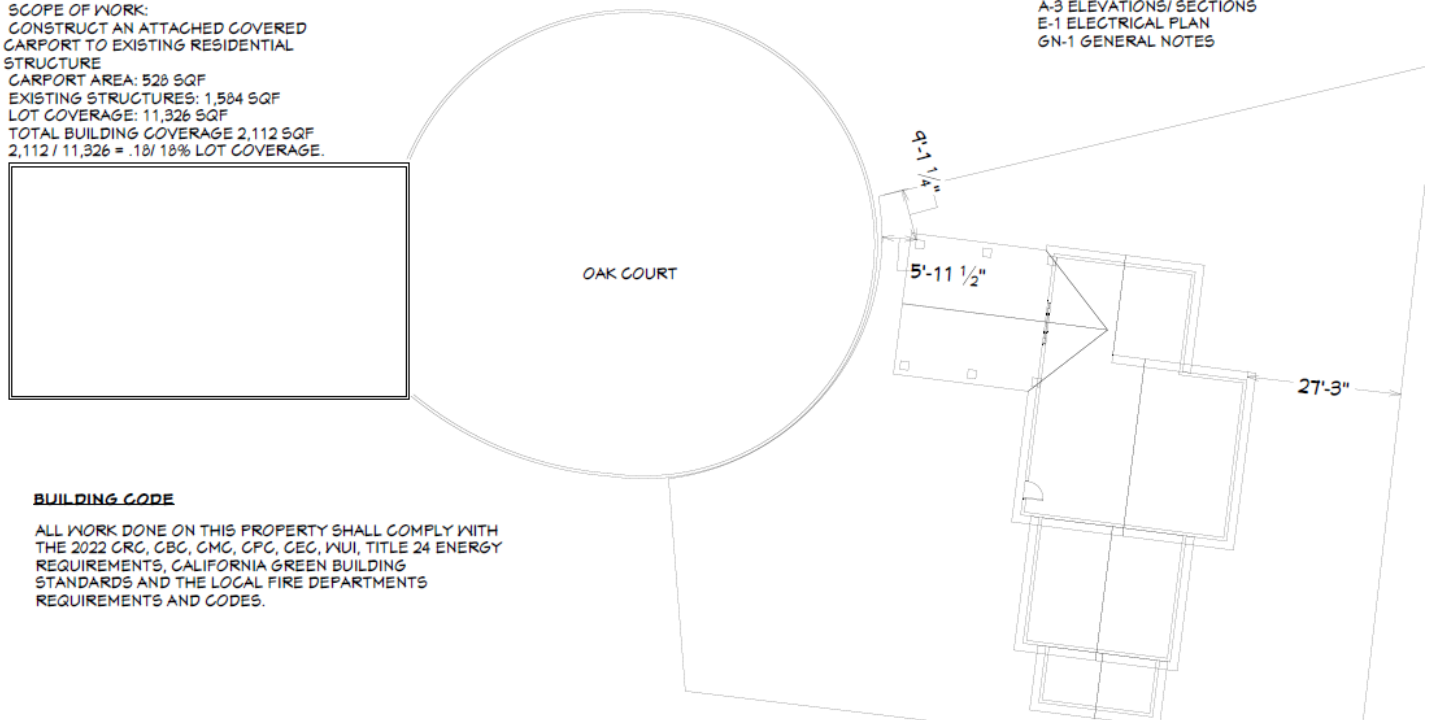 SCOPE OF WORK:
CONSTRUCT AN ATTACHED COVERED
CARPORT TO EXISTING RESIDENTIAL
STRUCTURE
CARPORT AREA: 528 SQF
EXISTING STRUCTURES: 1,584 SQF
LOT COVERAGE: 11,326 SQF
TOTAL BUILDING COVERAGE 2,112 SQF
2,112 / 11,326 = .18/ 18% LOT COVERAGE.
A-3 ELEVATIONS/ SECTIONS
E-1 ELECTRICAL PLAN
GN-1 GENERAL NOTES
9'-1 1/4"
OAK COURT
5'-11 1/2"
27'-3"
BUILDING CODE
ALL WORK DONE ON THIS PROPERTY SHALL COMPLY WITH
THE 2022 CRC, CBC, CMC, CPC, CEC, WUI, TITLE 24 ENERGY
REQUIREMENTS, CALIFORNIA GREEN BUILDING
STANDARDS AND THE LOCAL FIRE DEPARTMENTS
REQUIREMENTS AND CODES.